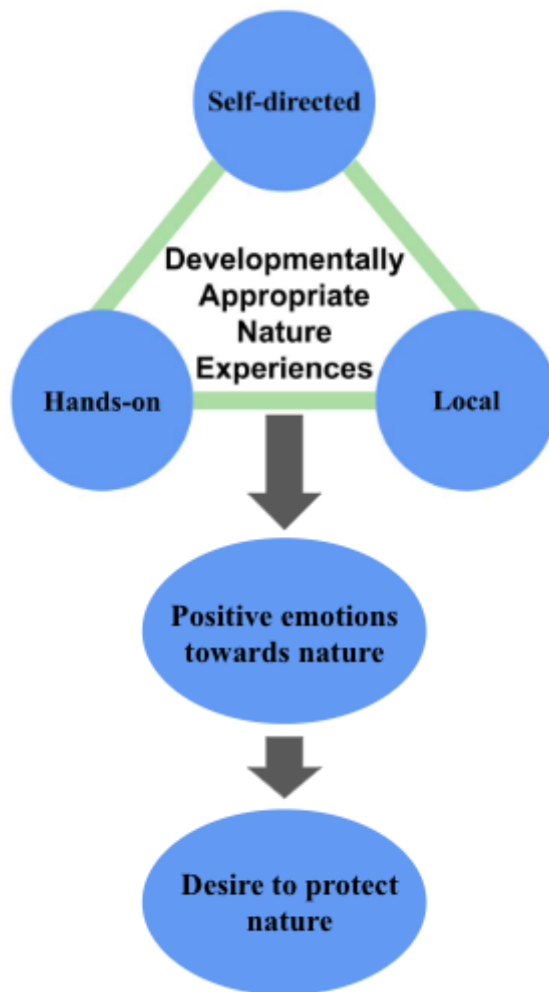 Self-directed
Developmentally
Appropriate
Nature
Experiences
Hands-on
Local
Positive emotions
towards nature
Desire to protect
nature